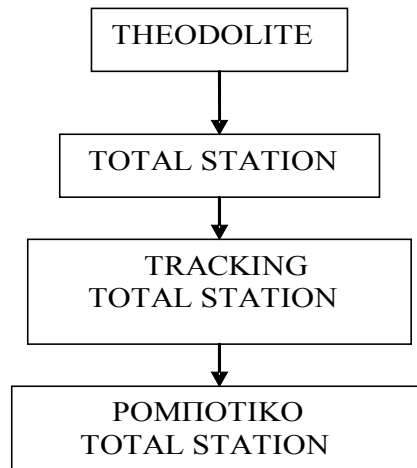 THEODOLITE
TOTAL STATION
TRACKING
TOTAL STATION
ΡΟΜΠΟΤΙΚΟ
TOTAL STATION